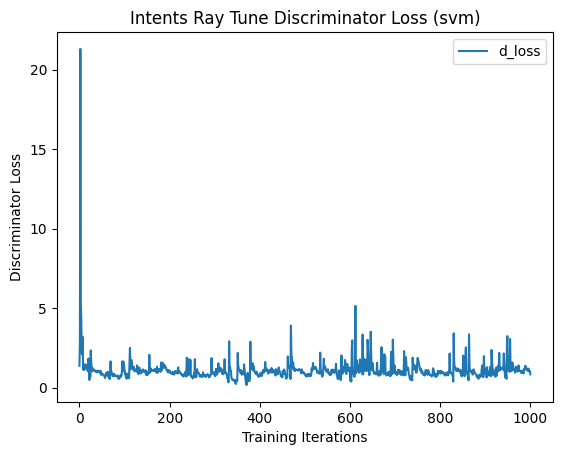 Intents Ray Tune Discriminator Loss (svm)
d_loss
Discriminator Loss
20
15
10
5
0
0 200 400 600 800 1000
Training Iterations